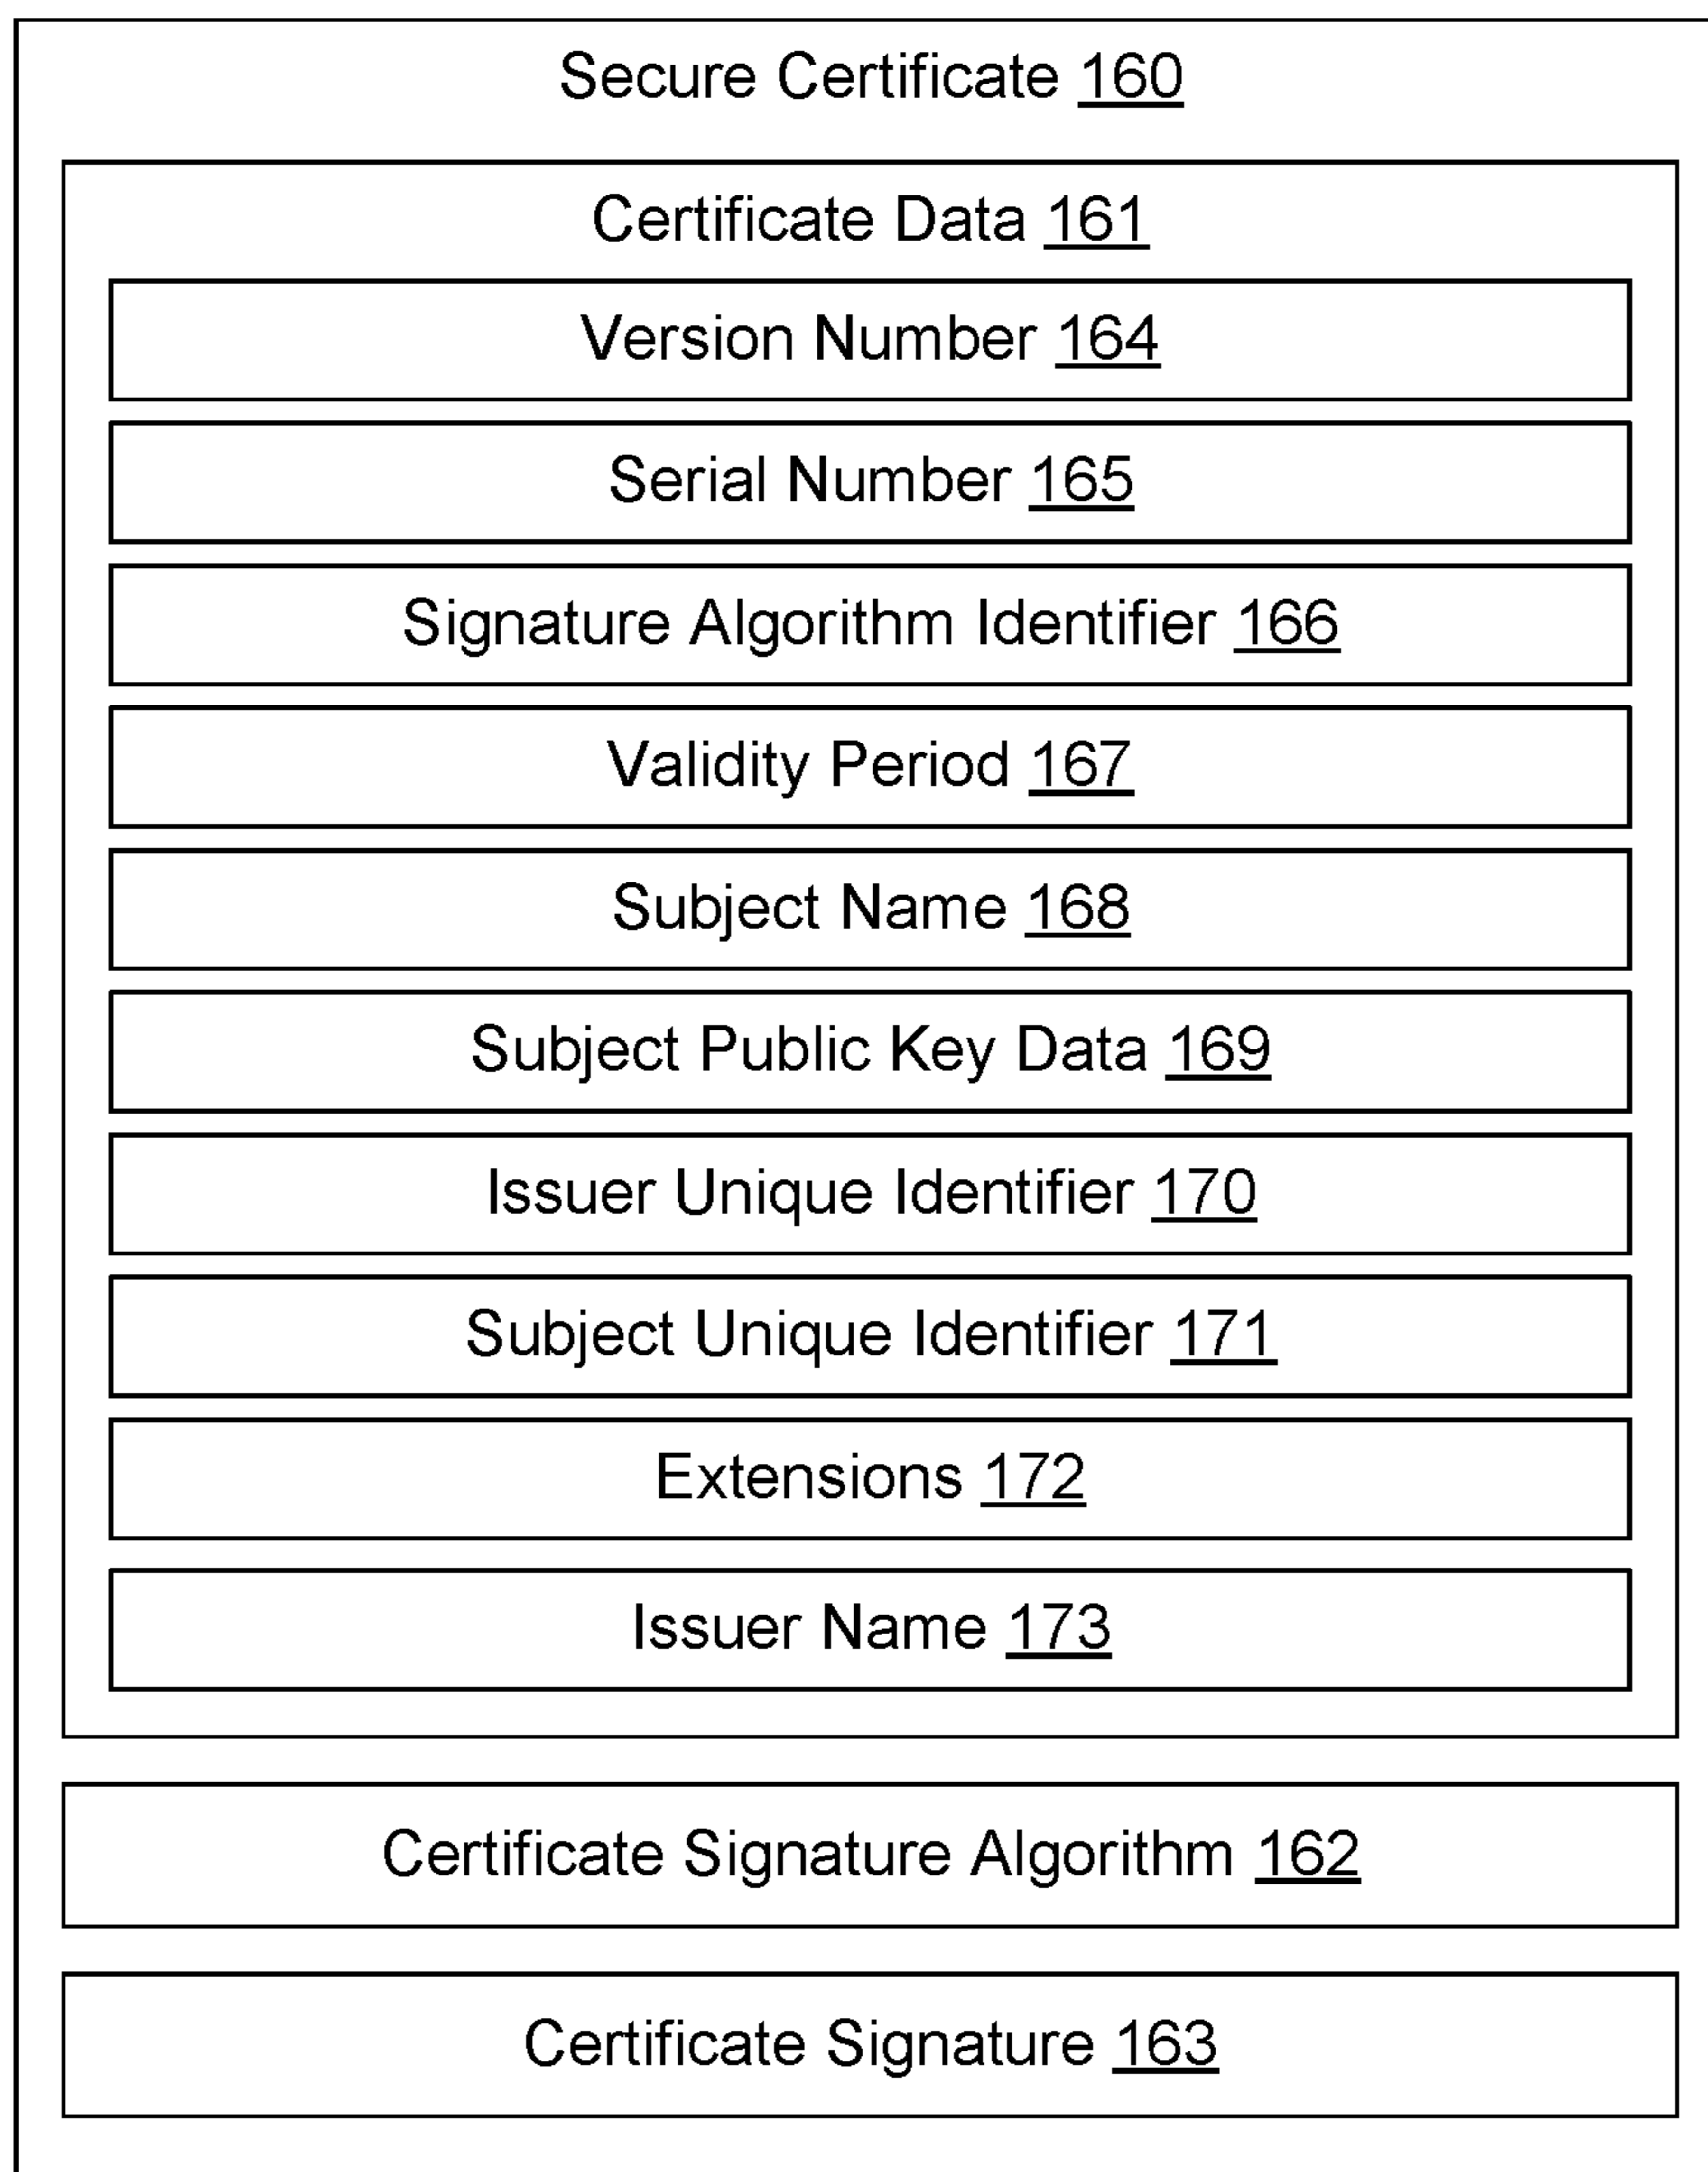 Secure Certificate 160
Certificate Data 161
Version Number 164
Serial Number 165
Signature Algorithm Identifier 166
Validity Period 167
Subject Name 168
Subject Public Key Data 169
Issuer Unique Identifier 170
Subject Unique Identifier 171
Extensions 172
Issuer Name 173
Certificate Signature Algorithm 162
Certificate Signature 163